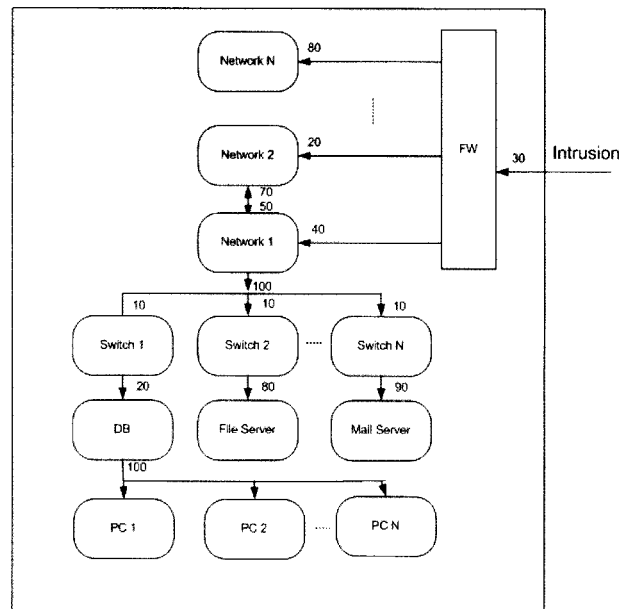 Network N
80
Network 2
20
FW
30
Intrusion
70
50
Network 1
40
100
10
10
10
Switch 1
Switch 2
Switch N
20
80
90
DB
File Server
Mail Server
100
PC 1
PC 2
PC N